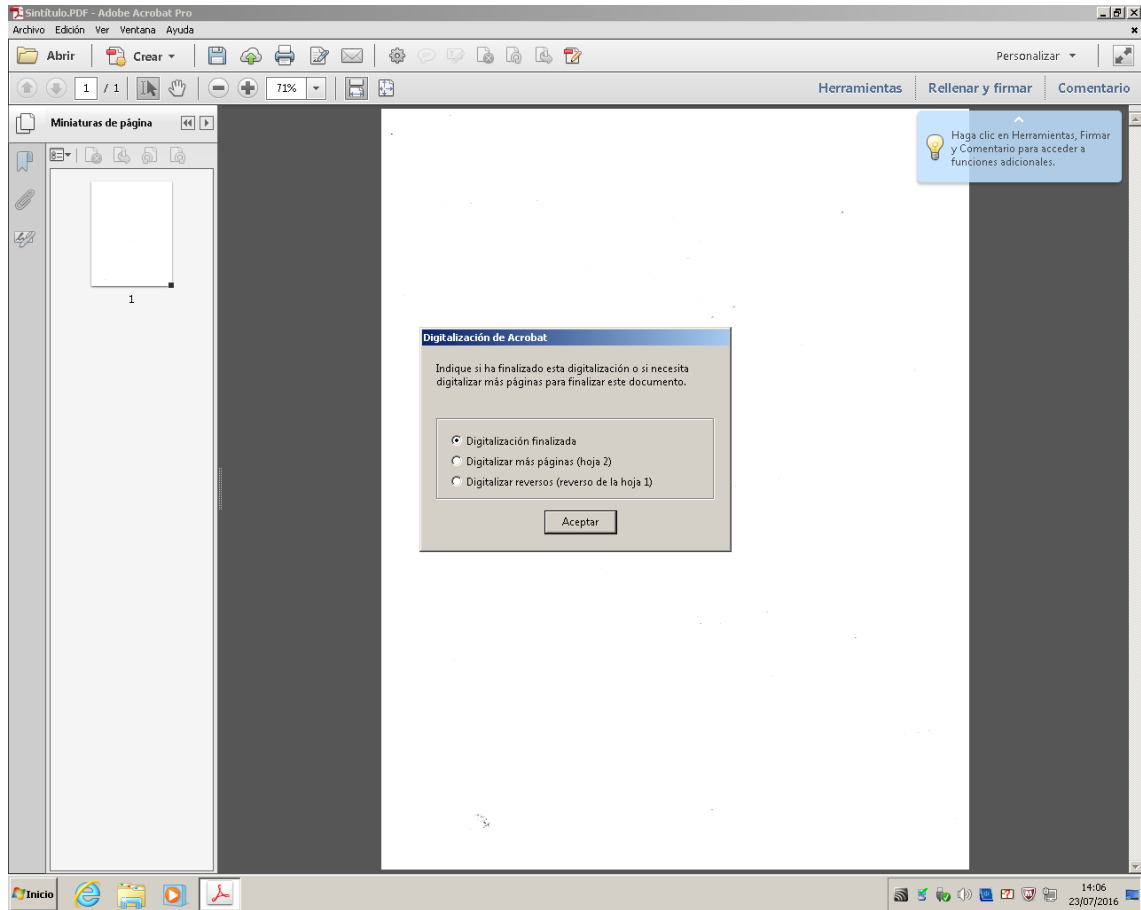 Sintítulo.PDF - Adobe Acrobat Pro
Archivo Edición Ver Ventana Ayuda
Abrir Crear Personalizar
1 / 1 71% Herramientas Rellenar y firmar Comentario
Miniaturas de página
Haga clic en Herramientas, Firmar
y Comentario para acceder a
funciones adicionales.
1
Digitalización de Acrobat
Indique si ha finalizado esta digitalización o si necesita
digitalizar más páginas para finalizar este documento.
Digitalización finalizada
Digitalizar más páginas (hoja 2)
Digitalizar reversos (reverso de la hoja 1)
Aceptar
Inicio
14:06
23/07/2016